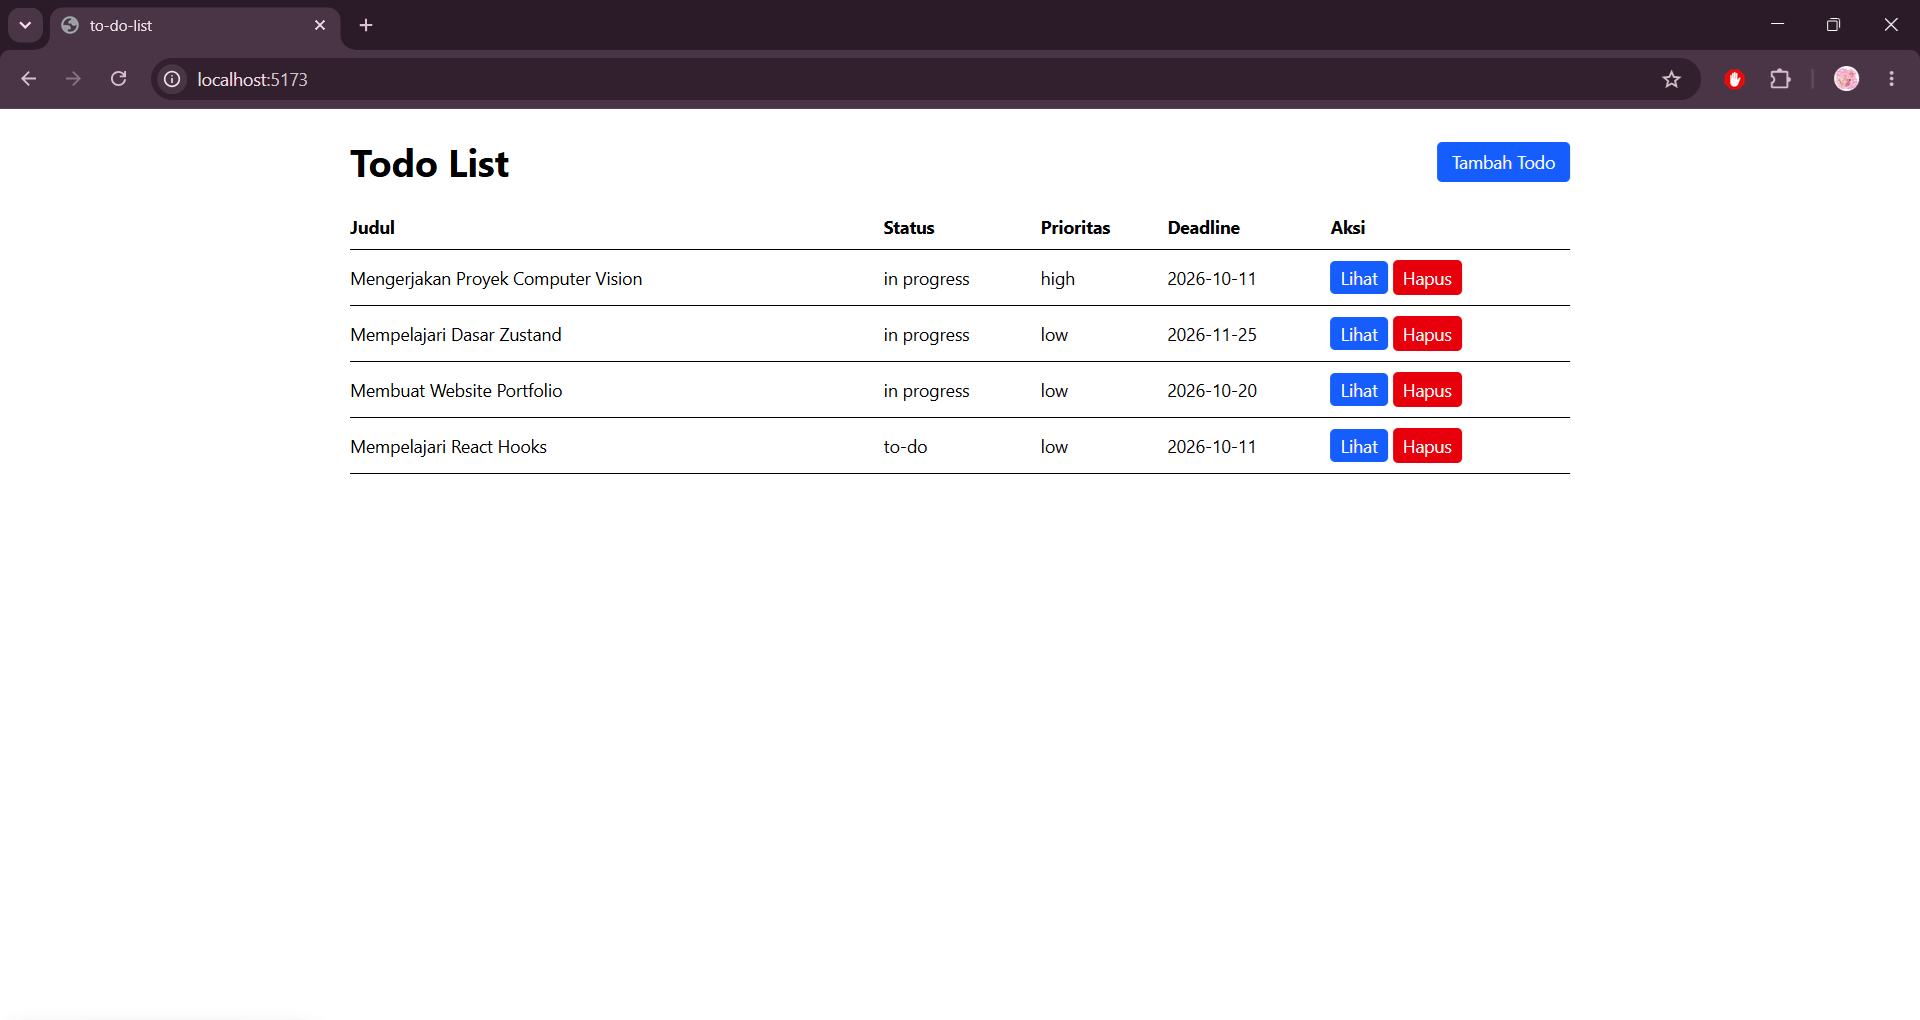 to-do-list
localhost:5173
Todo List
Tambah Todo
Judul Status Prioritas Deadline Aksi
Mengerjakan Proyek Computer Vision in progress high 2026-10-11 Lihat Hapus
Mempelajari Dasar Zustand in progress low 2026-11-25 Lihat Hapus
Membuat Website Portfolio in progress low 2026-10-20 Lihat Hapus
Mempelajari React Hooks to-do low 2026-10-11 Lihat Hapus